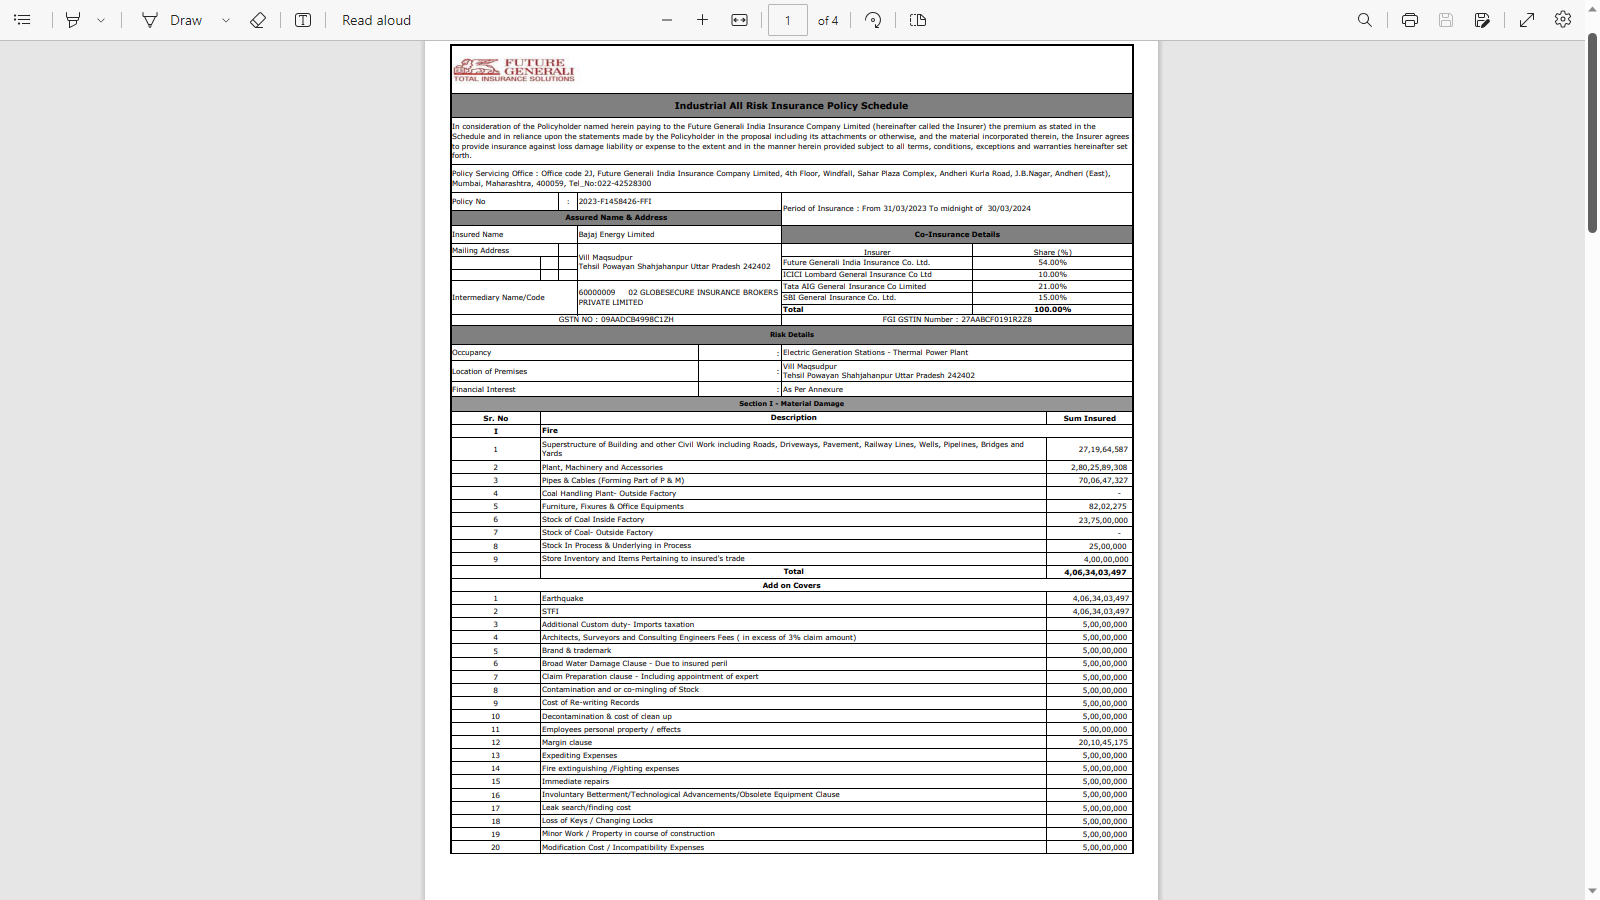 Draw
Read aloud
1
of 4
FUTURE
GENERALI
TOTAL INSURANCE SOLUTIONS
Industrial All Risk Insurance Policy Schedule
In consideration of the Policyholder named herein paying to the Future Generali India Insurance Company Limited (hereinafter called the Insurer) the premium as stated in the
Schedule and in reliance upon the statements made by the Policyholder in the proposal including its attachments or otherwise, and the material incorporated therein, the Insurer agrees
to provide insurance against loss damage liability or expense to the extent and in the manner herein provided subject to all terms, conditions, exceptions and warranties hereinafter set
forth.
Policy Servicing Office : Office code 2J, Future Generali India Insurance Company Limited, 4th Floor, Windfall, Sahar Plaza Complex, Andheri Kurla Road, J.B.Nagar, Andheri (East),
Mumbai, Maharashtra, 400059, Tel_No:022-42528300
Policy No : 2023-F1458426-FFI
Period of Insurance : From 31/03/2023 To midnight of 30/03/2024
Assured Name & Address
Insured Name Bajaj Energy Limited
Co-Insurance Details
Mailing Address
Vill Maqsudpur
Tehsil Powayan Shahjahanpur Uttar Pradesh 242402
Insurer Share (%)
Future Generali India Insurance Co. Ltd. 54.00%
ICICI Lombard General Insurance Co Ltd 10.00%
Tata AIG General Insurance Co Limited 21.00%
SBI General Insurance Co. Ltd. 15.00%
Total 100.00%
Intermediary Name/Code
60000009 02 GLOBESECURE INSURANCE BROKERS
PRIVATE LIMITED
GSTN NO : 09AADCB4998C1ZH
FGI GSTIN Number : 27AABCF0191R2Z8
Risk Details
Occupancy : Electric Generation Stations - Thermal Power Plant
Location of Premises :
Vill Maqsudpur
Tehsil Powayan Shahjahanpur Uttar Pradesh 242402
Financial Interest : As Per Annexure
Section I - Material Damage
Sr. No Description Sum Insured
I Fire
1 Superstructure of Building and other Civil Work including Roads, Driveways, Pavement, Railway Lines, Wells, Pipelines, Bridges and
Yards 27,19,64,587
2 Plant, Machinery and Accessories 2,80,25,89,308
3 Pipes & Cables (Forming Part of P & M) 70,06,47,327
4 Coal Handling Plant- Outside Factory -
5 Furniture, Fixures & Office Equipments 82,02,275
6 Stock of Coal Inside Factory 23,75,00,000
7 Stock of Coal- Outside Factory -
8 Stock In Process & Underlying in Process 25,00,000
9 Store Inventory and Items Pertaining to insured's trade 4,00,00,000
Total 4,06,34,03,497
Add on Covers
1 Earthquake 4,06,34,03,497
2 STFI 4,06,34,03,497
3 Additional Custom duty- Imports taxation 5,00,00,000
4 Architects, Surveyors and Consulting Engineers Fees ( in excess of 3% claim amount) 5,00,00,000
5 Brand & trademark 5,00,00,000
6 Broad Water Damage Clause - Due to insured peril 5,00,00,000
7 Claim Preparation clause - Including appointment of expert 5,00,00,000
8 Contamination and or co-mingling of Stock 5,00,00,000
9 Cost of Re-writing Records 5,00,00,000
10 Decontamination & cost of clean up 5,00,00,000
11 Employees personal property / effects 5,00,00,000
12 Margin clause 20,10,45,175
13 Expediting Expenses 5,00,00,000
14 Fire extinguishing /Fighting expenses 5,00,00,000
15 Immediate repairs 5,00,00,000
16 Involuntary Betterment/Technological Advancements/Obsolete Equipment Clause 5,00,00,000
17 Leak search/finding cost 5,00,00,000
18 Loss of Keys / Changing Locks 5,00,00,000
19 Minor Work / Property in course of construction 5,00,00,000
20 Modification Cost / Incompatibility Expenses 5,00,00,000